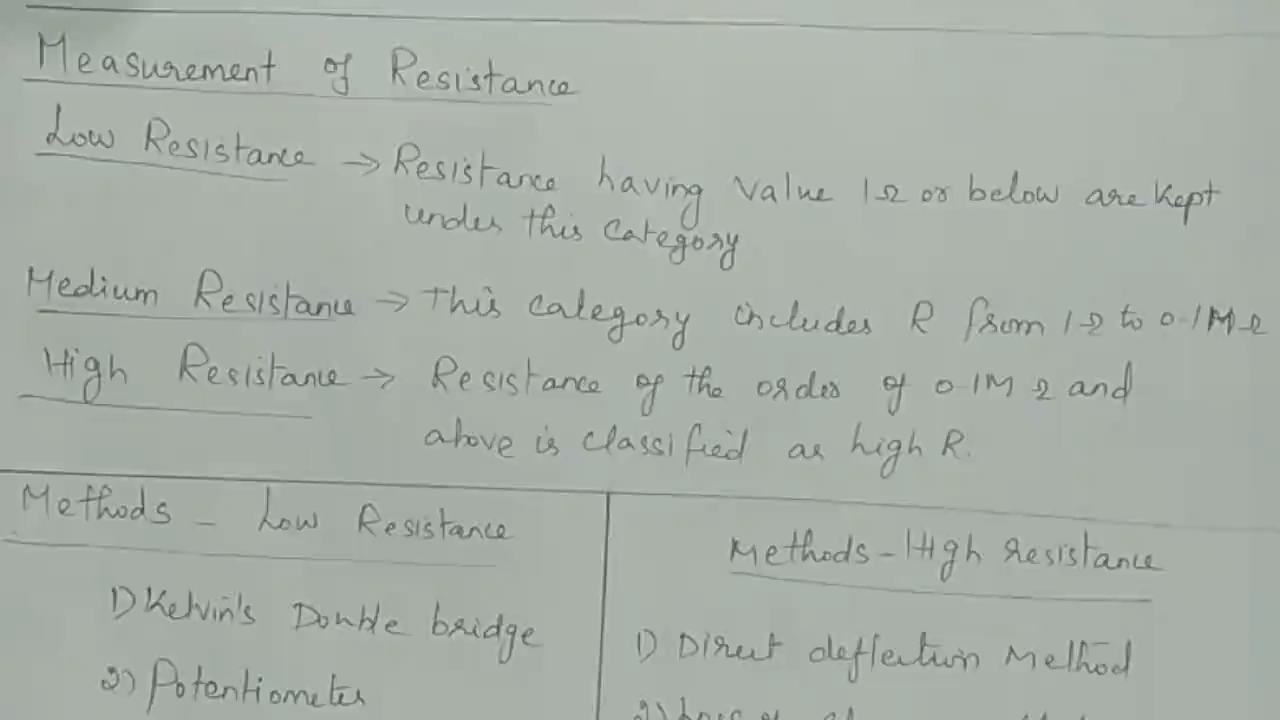 Measurement of Resistance
Low Resistance → Resistance having value 1Ω or below are kept
under this category
Medium Resistance → This category includes R from 1Ω to 0.1MΩ
High Resistance → Resistance of the order of 0.1MΩ and
above is classified as high R.
Methods - Low Resistance
1) Kelvin's Double bridge
2) Potentiometer
Methods - High resistance
1) Direct deflection Method
2) Loss of